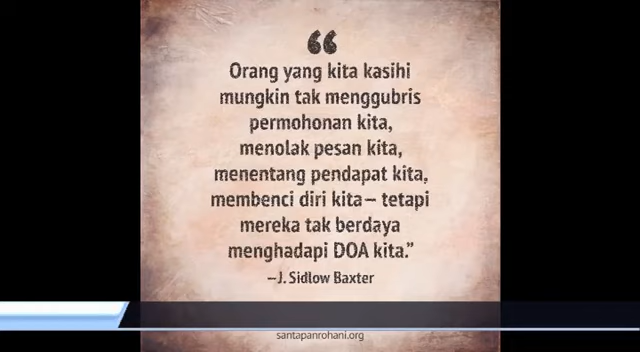 “
Orang yang kita kasihi
mungkin tak menggubris
permohonan kita,
menolak pesan kita,
menentang pendapat kita,
membenci diri kita– tetapi
mereka tak berdaya
menghadapi DOA kita.”
–J. Sidlow Baxter
santapanrohani.org